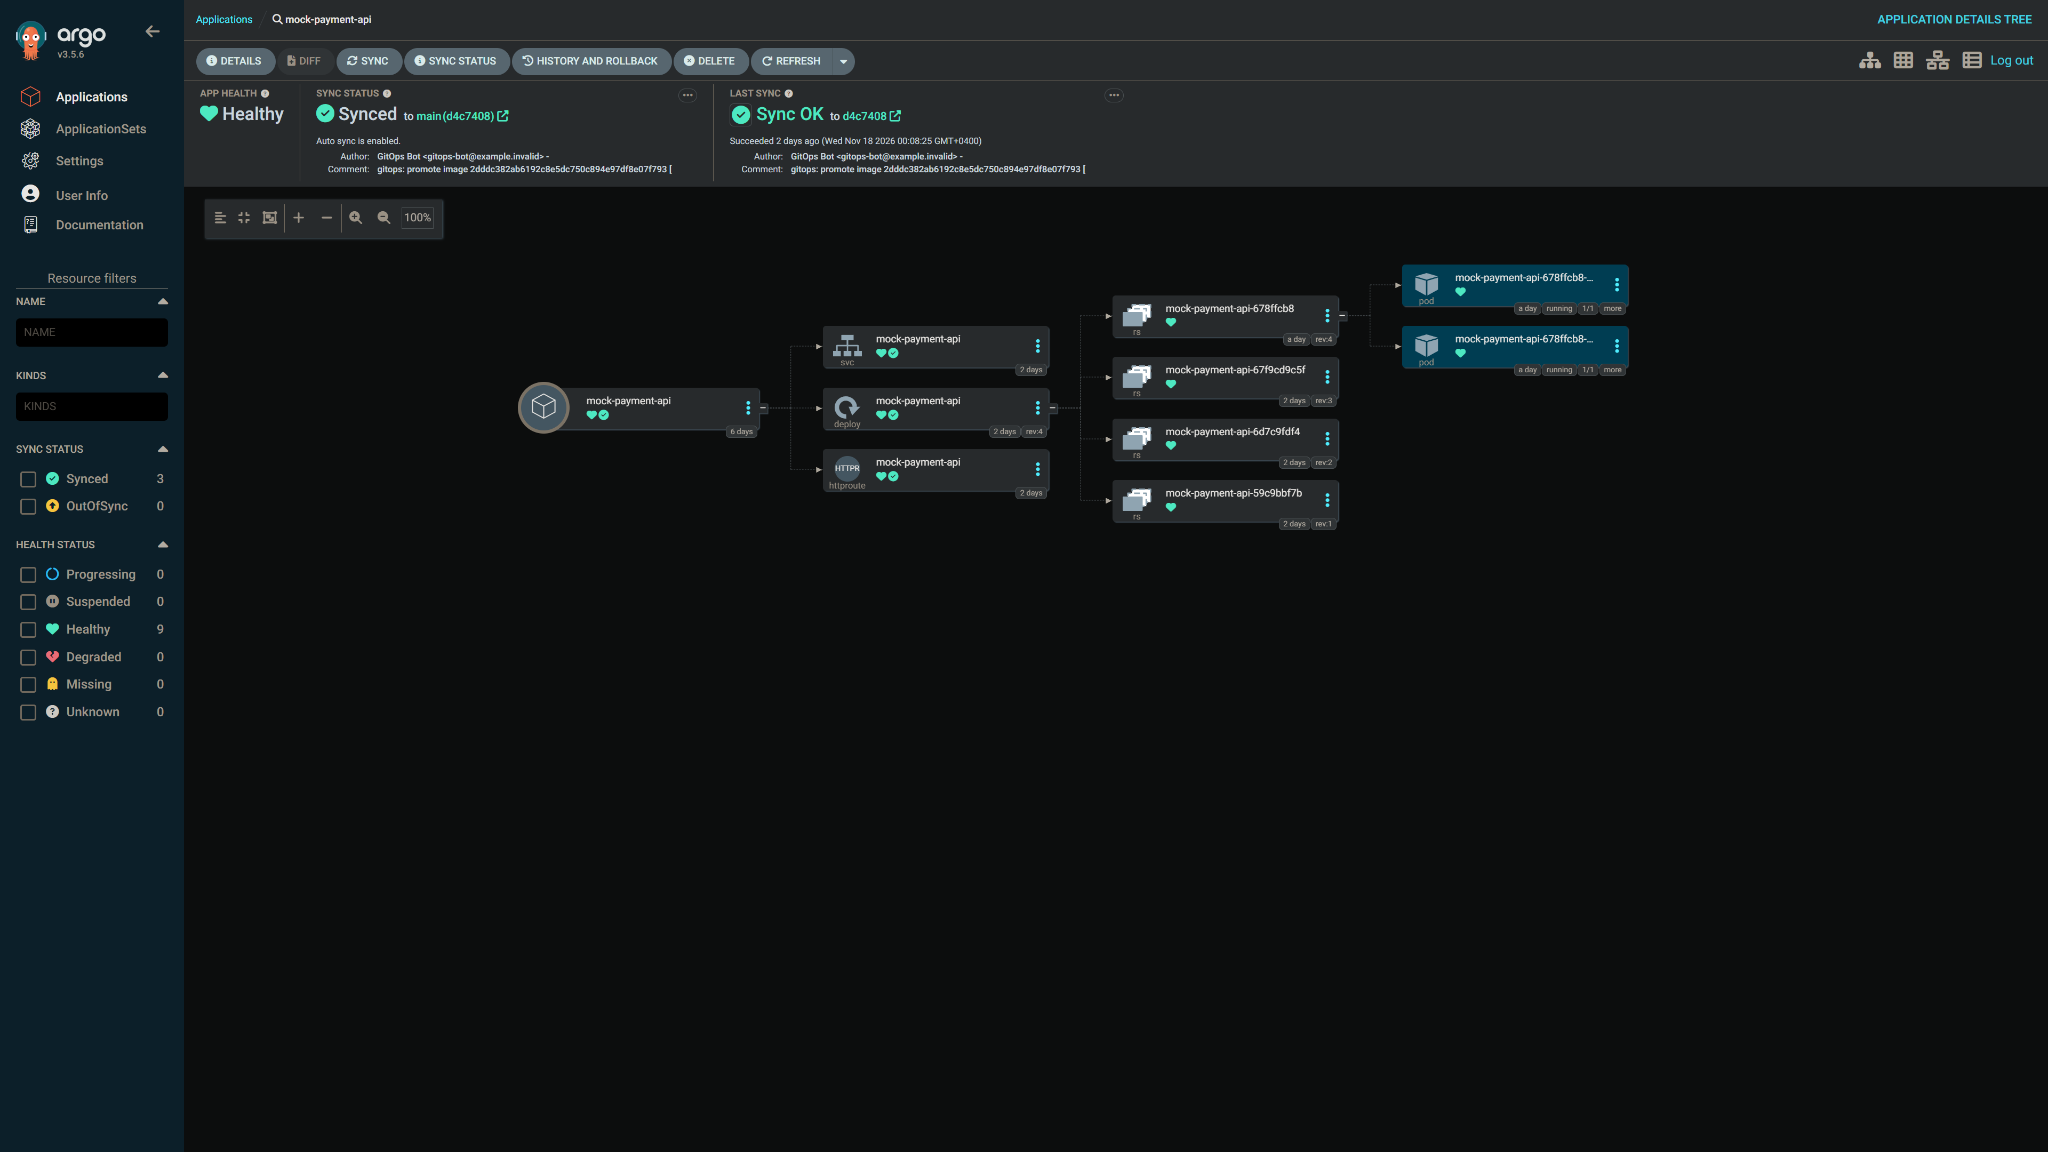 argo
v3.5.6
Applications
ApplicationSets
Settings
User Info
Documentation
Resource filters
NAME
NAME
KINDS
KINDS
SYNC STATUS
Synced 3
OutOfSync 0
HEALTH STATUS
Progressing 0
Suspended 0
Healthy 9
Degraded 0
Missing 0
Unknown 0
Applications / mock-payment-api
APPLICATION DETAILS TREE
DETAILS DIFF SYNC SYNC STATUS HISTORY AND ROLLBACK DELETE REFRESH
Log out
APP HEALTH
Healthy
SYNC STATUS
Synced to main (d4c7408)
Auto sync is enabled.
Author: GitOps Bot <gitops-bot@example.invalid> -
Comment: gitops: promote image 2dddc382ab6192c8e5dc750c894e97df8e07f793 [
LAST SYNC
Sync OK to d4c7408
Succeeded 2 days ago (Wed Nov 18 2026 00:08:25 GMT+0400)
Author: GitOps Bot <gitops-bot@example.invalid> -
Comment: gitops: promote image 2dddc382ab6192c8e5dc750c894e97df8e07f793 [
100%
mock-payment-api
6 days
mock-payment-api
svc
2 days
mock-payment-api
deploy
2 days rev:4
HTTPR
mock-payment-api
httproute
2 days
mock-payment-api-678ffcb8
rs
a day rev:4
mock-payment-api-67f9cd9c5f
rs
2 days rev:3
mock-payment-api-6d7c9fdf4
rs
2 days rev:2
mock-payment-api-59c9bbf7b
rs
2 days rev:1
mock-payment-api-678ffcb8-...
pod
a day running 1/1 more
mock-payment-api-678ffcb8-...
pod
a day running 1/1 more